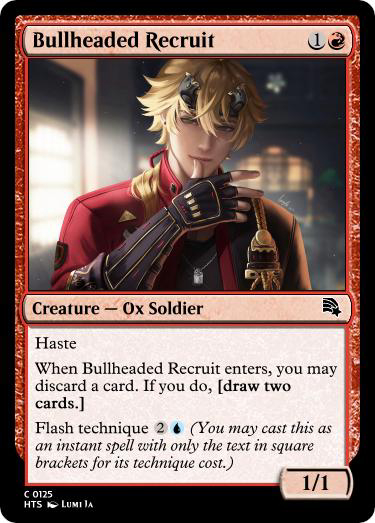 Bullheaded Recruit 1
Creature — Ox Soldier
Haste
When Bullheaded Recruit enters, you may
discard a card. If you do, [draw two
cards.]
Flash technique 2 (You may cast this as
an instant spell with only the text in square
brackets for its technique cost.)
1/1
C 0125
HTS LUMI JA